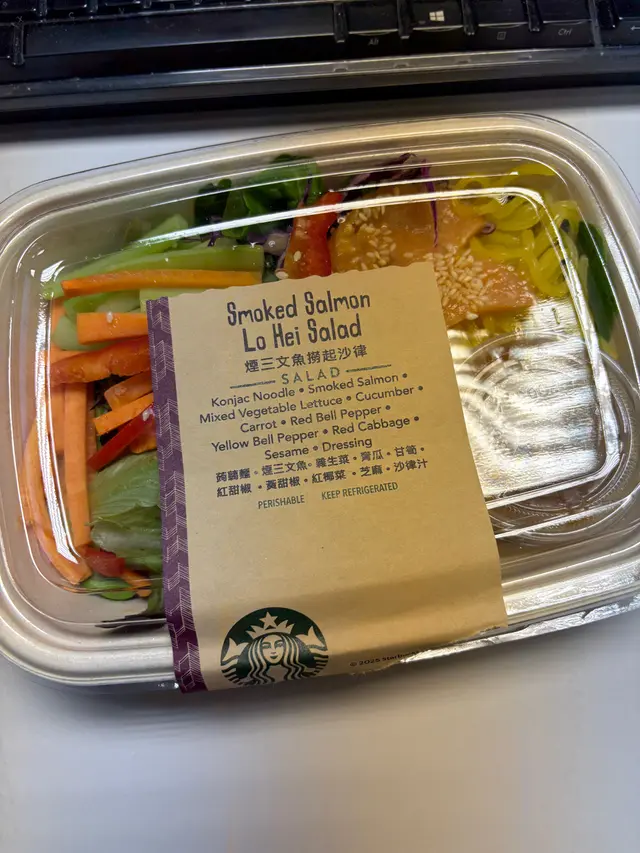 Alt
Ctrl
Smoked Salmon
Lo Hei Salad
煙三文魚撈起沙律
SALAD
Konjac Noodle • Smoked Salmon •
Mixed Vegetable Lettuce • Cucumber •
Carrot • Red Bell Pepper •
Yellow Bell Pepper • Red Cabbage •
Sesame • Dressing
蒟蒻麵 • 煙三文魚 • 雜生菜 • 青瓜 • 甘筍 •
紅甜椒 • 黃甜椒 • 紅椰菜 • 芝麻 • 沙律汁
PERISHABLE KEEP REFRIGERATED
© 2025